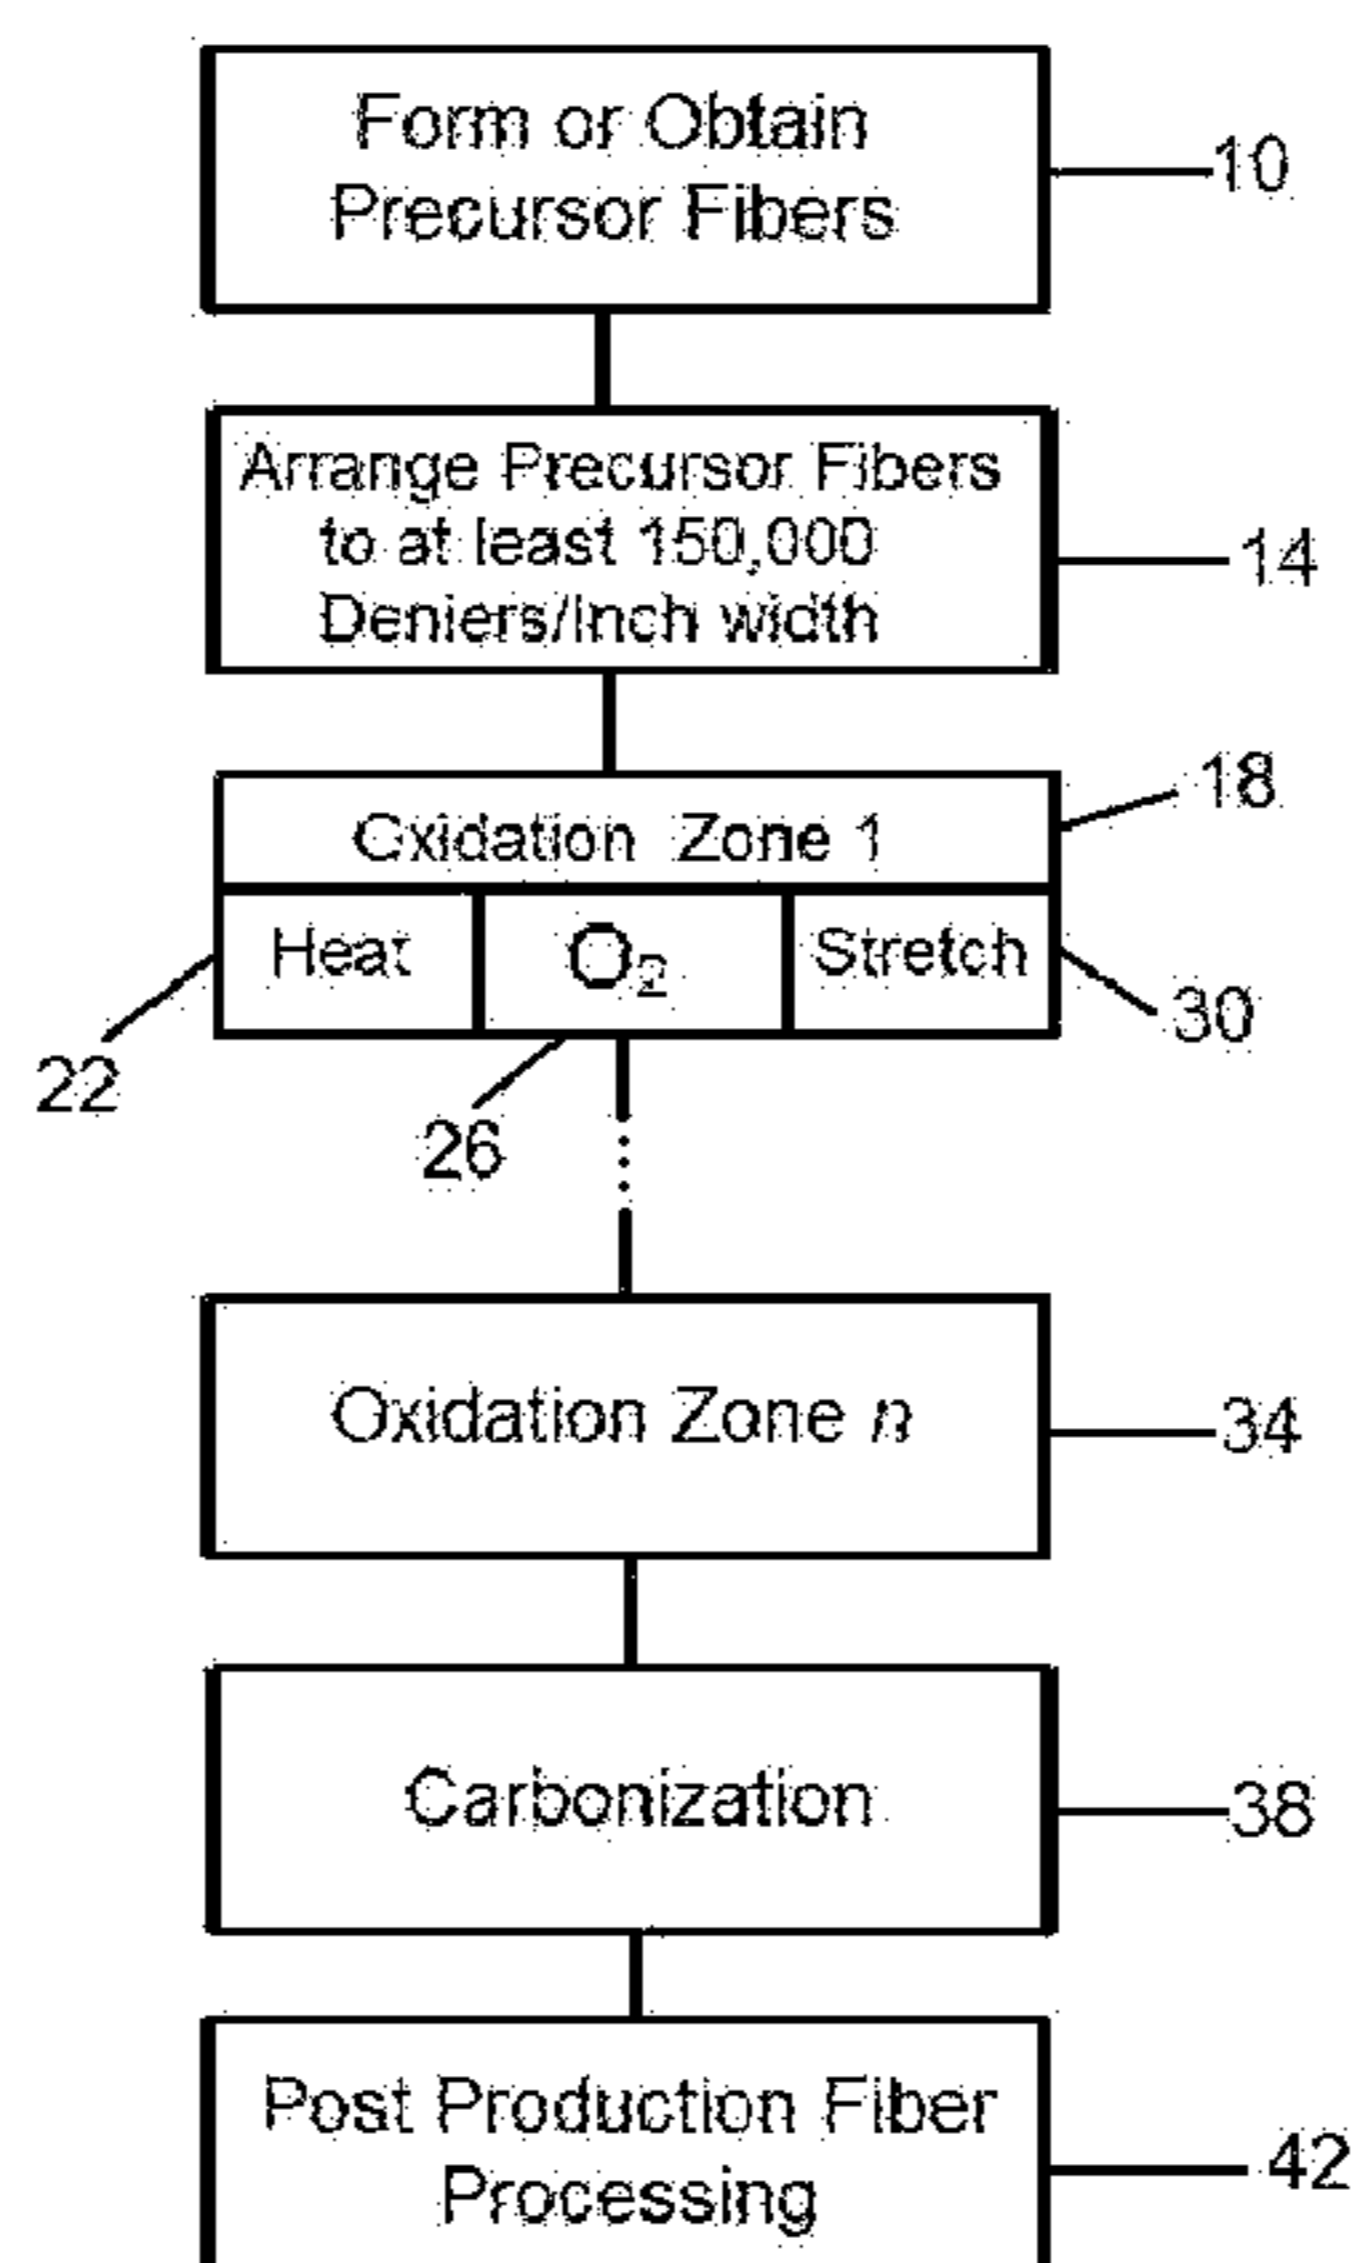 Form or Obtain
Precursor Fibers
10
Arrange Precursor Fibers
to at least 150,000
Deniers/Inch width
14
18
Oxidation Zone 1
Heat
O₂
Stretch
22
26
30
Oxidation Zone n
34
Carbonization
38
Post Production Fiber
Processing
42